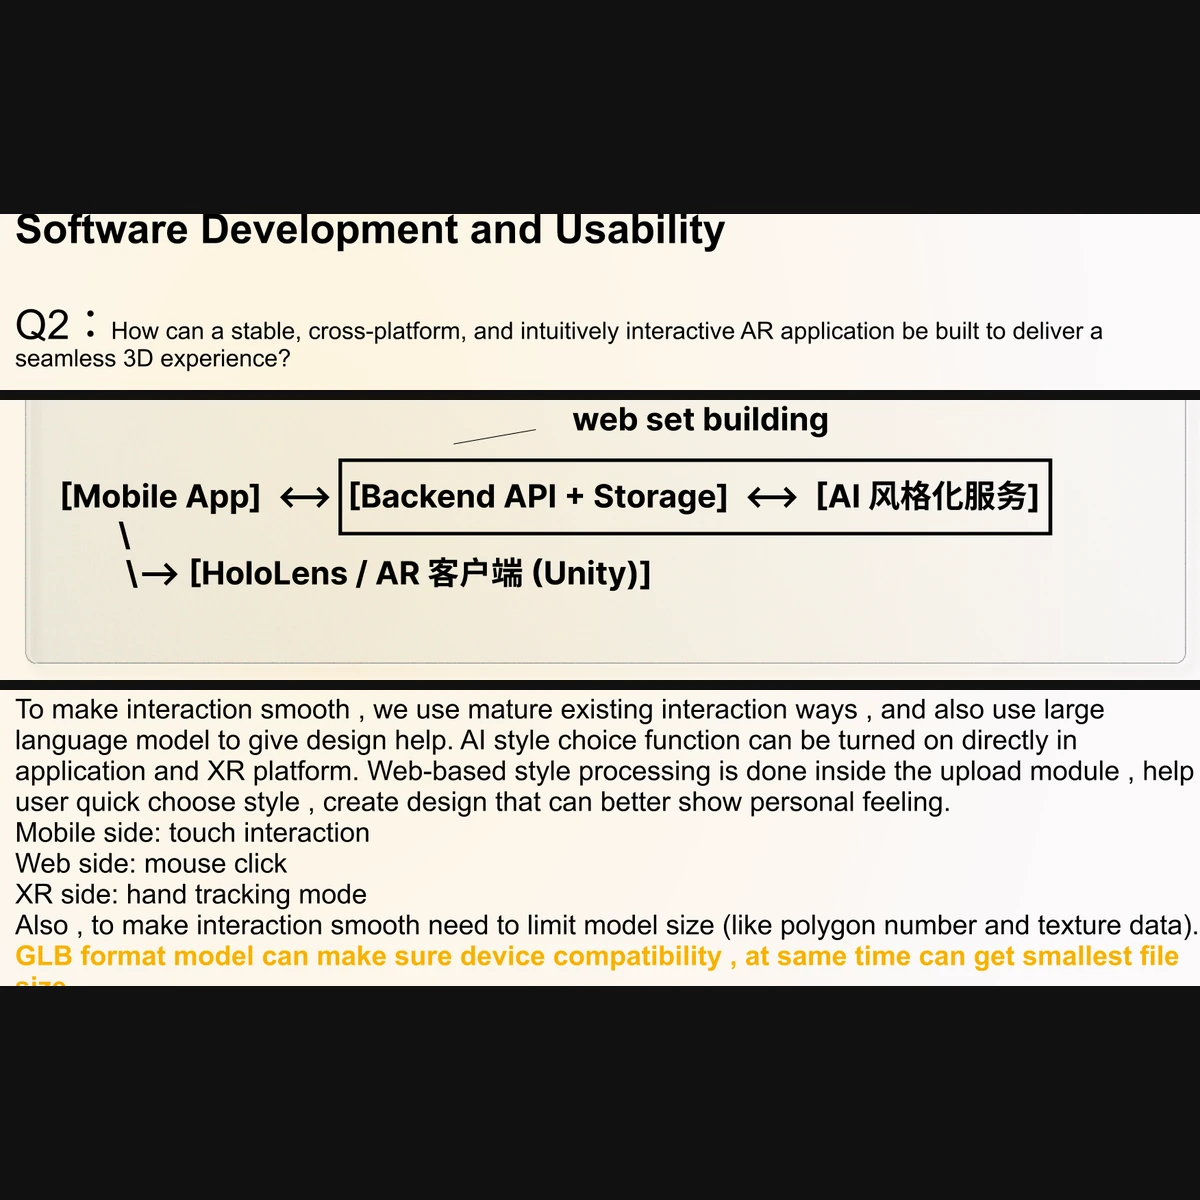 Software Development and Usability
Q2：How can a stable, cross-platform, and intuitively interactive AR application be built to deliver a
seamless 3D experience?
web set building
[Mobile App] ↔ [Backend API + Storage] ↔ [AI 风格化服务]
\
\→ [HoloLens / AR 客户端 (Unity)]
To make interaction smooth , we use mature existing interaction ways , and also use large
language model to give design help. AI style choice function can be turned on directly in
application and XR platform. Web-based style processing is done inside the upload module , help
user quick choose style , create design that can better show personal feeling.
Mobile side: touch interaction
Web side: mouse click
XR side: hand tracking mode
Also , to make interaction smooth need to limit model size (like polygon number and texture data).
GLB format model can make sure device compatibility , at same time can get smallest file